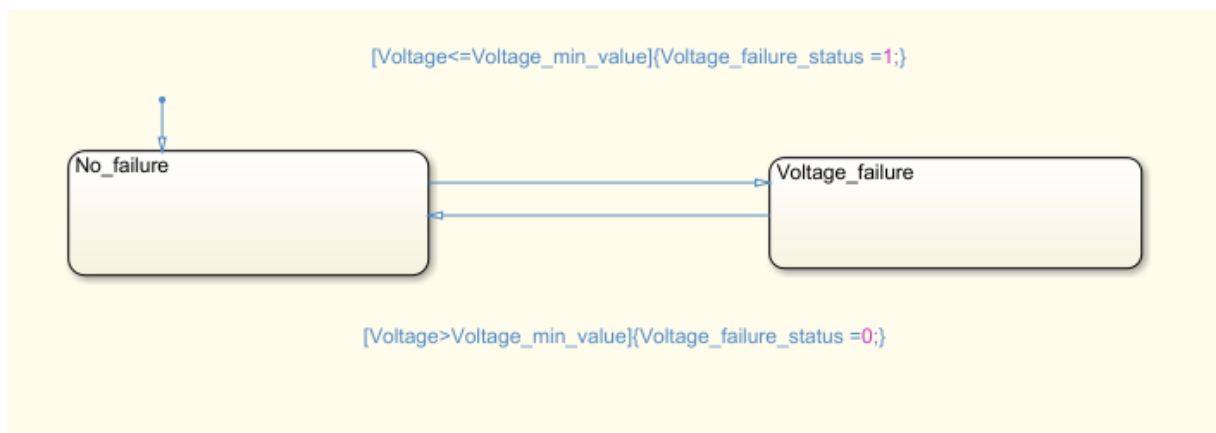 [Voltage<=Voltage_min_value]{Voltage_failure_status =1;}
No_failure
Voltage_failure
[Voltage>Voltage_min_value]{Voltage_failure_status =0;}